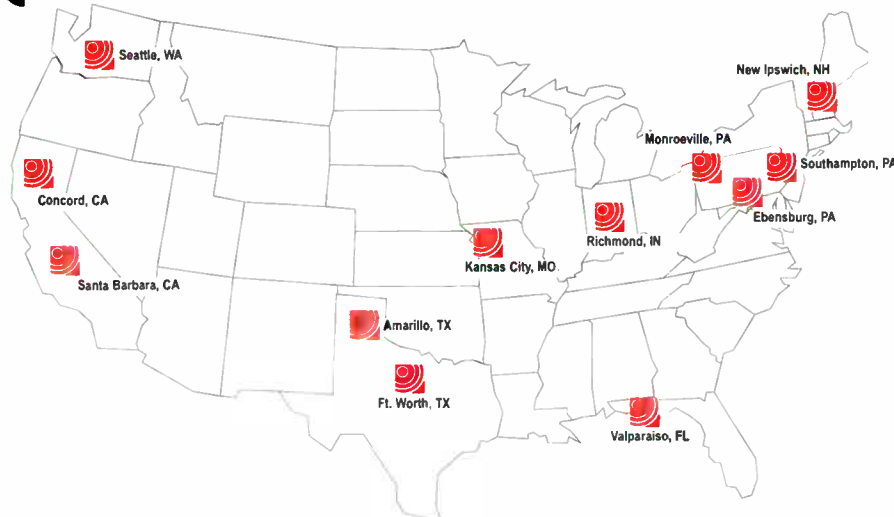 Seattle, WA
New Ipswich, NH
Monroeville, PA
Southampton, PA
Concord, CA
Ebensburg, PA
Richmond, IN
Kansas City, MO.
Santa Barbara, CA
Amarillo, TX
Ft. Worth, TX
Valparaiso, FL